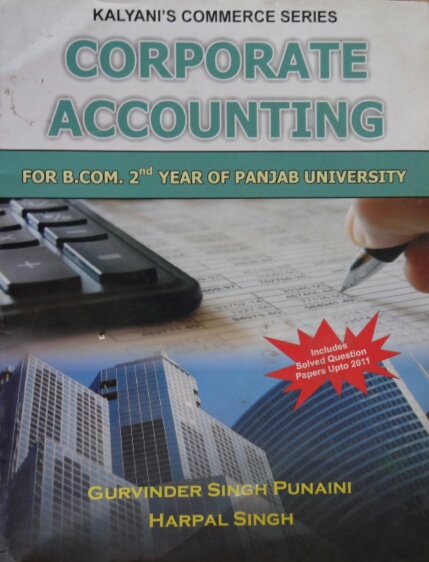 KALYANI'S COMMERCE SERIES
CORPORATE
ACCOUNTING
FOR B.COM. 2nd YEAR OF PANJAB UNIVERSITY
Includes
Solved Question
Papers Upto 2011
GURVINDER SINGH PUNAINI
HARPAL SINGH